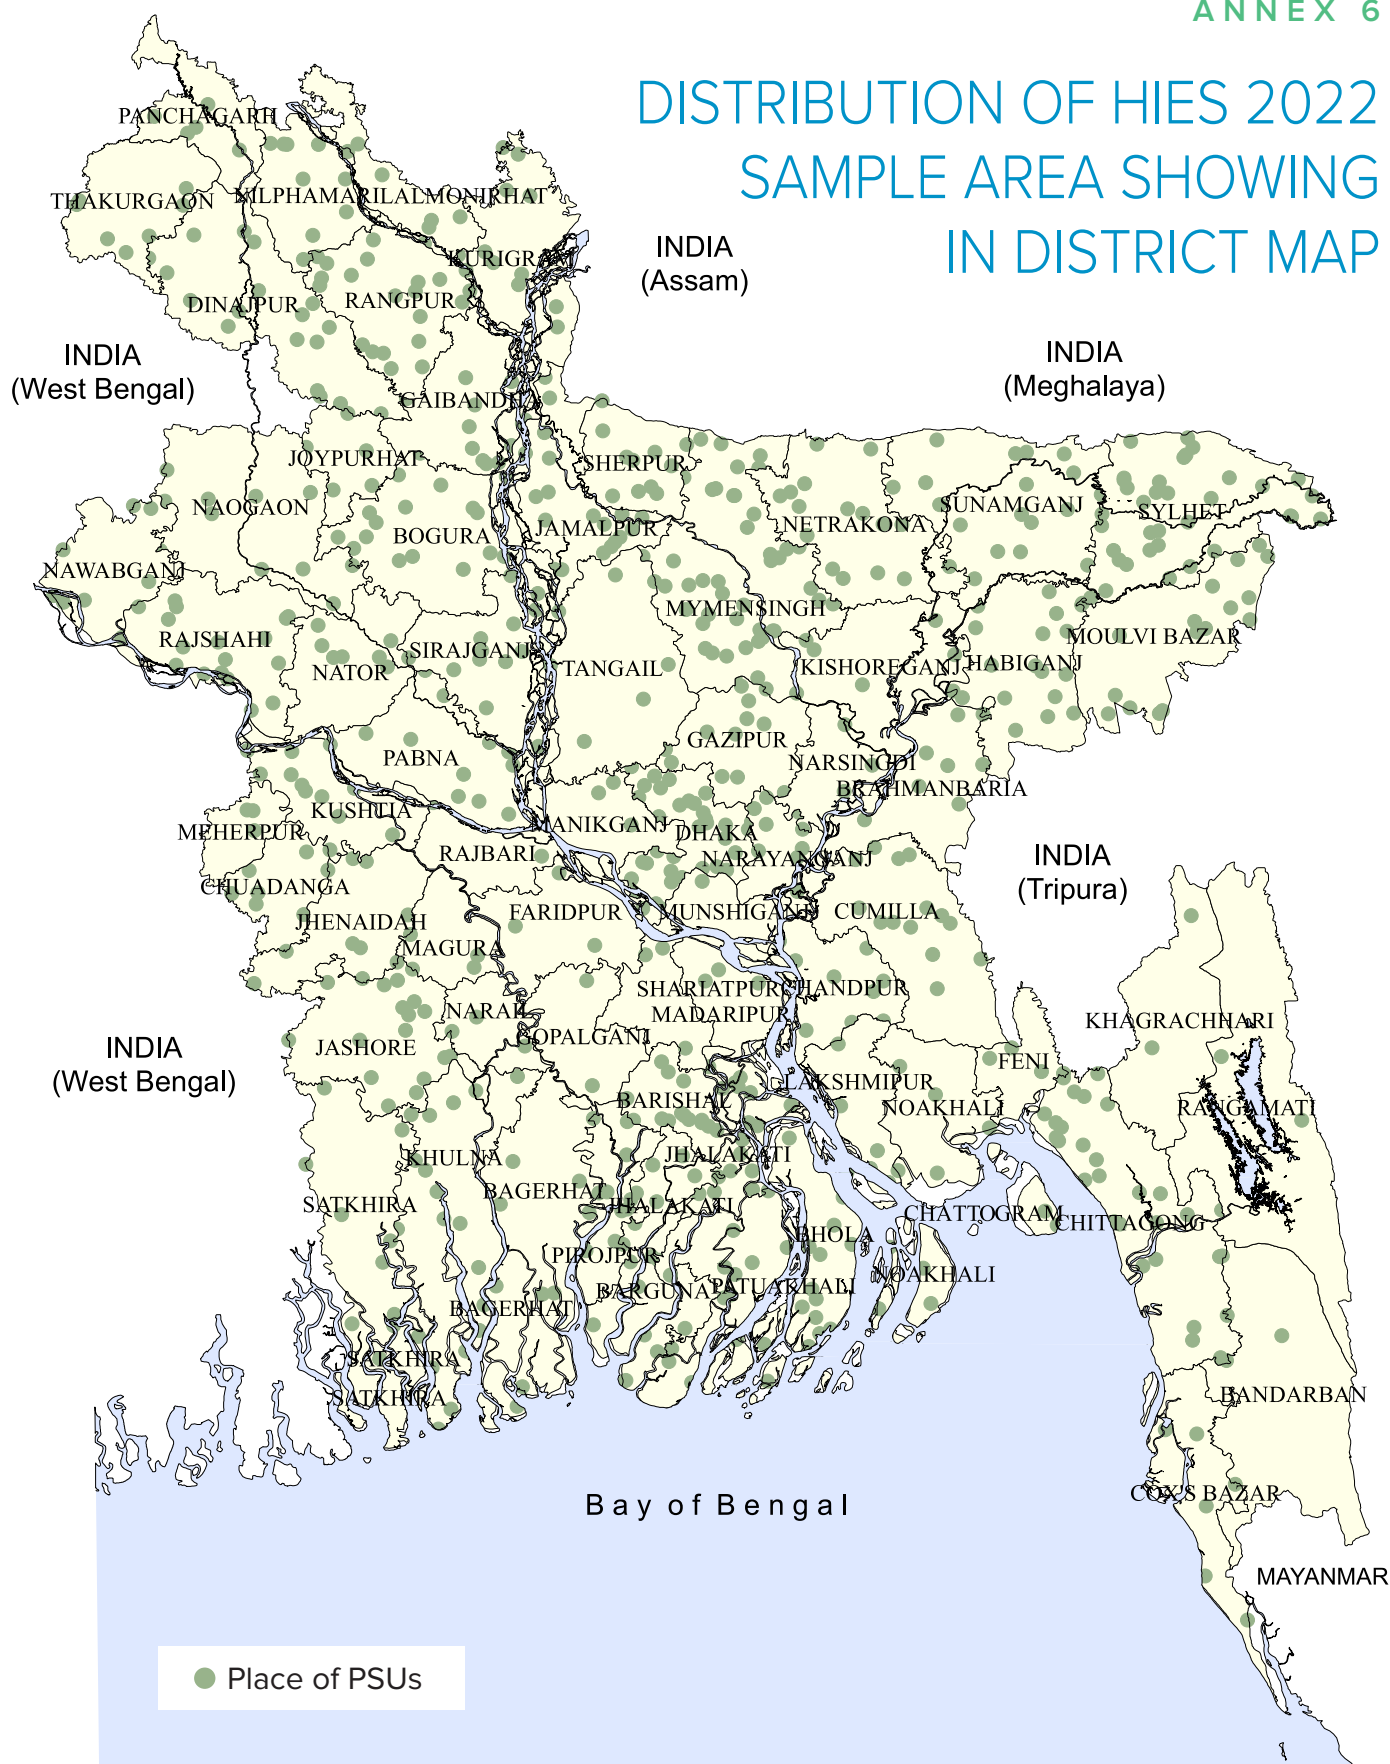 ANNEX 6
DISTRIBUTION OF HIES 2022
SAMPLE AREA SHOWING
IN DISTRICT MAP
PANCHAGARH
THAKURGAON
NILPHAMARI
LALMONIRHAT
INDIA
(Assam)
KURIGRAM
DINAJPUR
RANGPUR
INDIA
(West Bengal)
INDIA
(Meghalaya)
GAIBANDHA
JOYPURHAT
SHERPUR
NAOGAON
BOGURA
JAMALPUR
NETRAKONA
SUNAMGANJ
SYLHET
NAWABGANJ
RAJSHAHI
MYMENSINGH
MOULVI BAZAR
NATOR
SIRAJGANJ
TANGAIL
KISHOREGANJ
HABIGANJ
PABNA
GAZIPUR
NARSINGDI
BRAHMANBARIA
KUSHTIA
MEHERPUR
MANIKGANJ
DHAKA
RAJBARI
NARAYANGANJ
INDIA
(Tripura)
CHUADANGA
JHENAIDAH
FARIDPUR
MUNSHIGANJ
CUMILLA
MAGURA
SHARIATPUR
CHANDPUR
NARAIL
MADARIPUR
KHAGRACHHARI
INDIA
(West Bengal)
JASHORE
GOPALGANJ
FENI
BARISHAL
LAKSHMIPUR
NOAKHALI
RANGAMATI
KHULNA
JHALAKATI
SATKHIRA
BAGERHAT
JHALAKATI
CHATTOGRAM
CHITTAGONG
PIROJPUR
BHOLA
BARGUNA
PATUAKHALI
NOAKHALI
BAGERHAT
SATKHIRA
SATKHIRA
BANDARBAN
Bay of Bengal
COX'S BAZAR
MAYANMAR
Place of PSUs